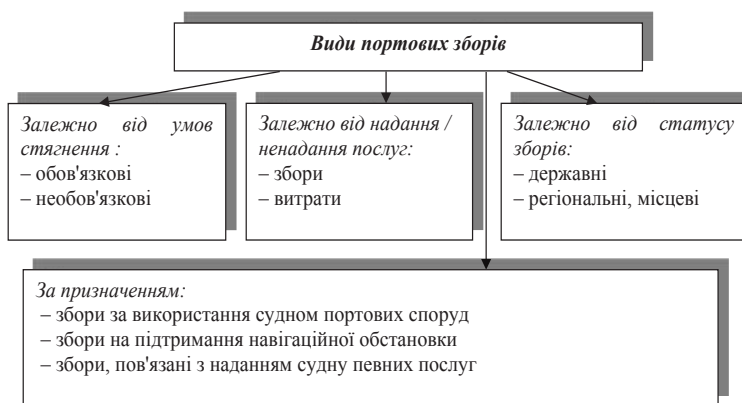 Види портових зборів
Залежно від умов
стягнення :
– обов'язкові
– необов'язкові
Залежно від надання /
ненадання послуг:
– збори
– витрати
Залежно від статусу
зборів:
– державні
– регіональні, місцеві
За призначенням:
– збори за використання судном портових споруд
– збори на підтримання навігаційної обстановки
– збори, пов'язані з наданням судну певних послуг